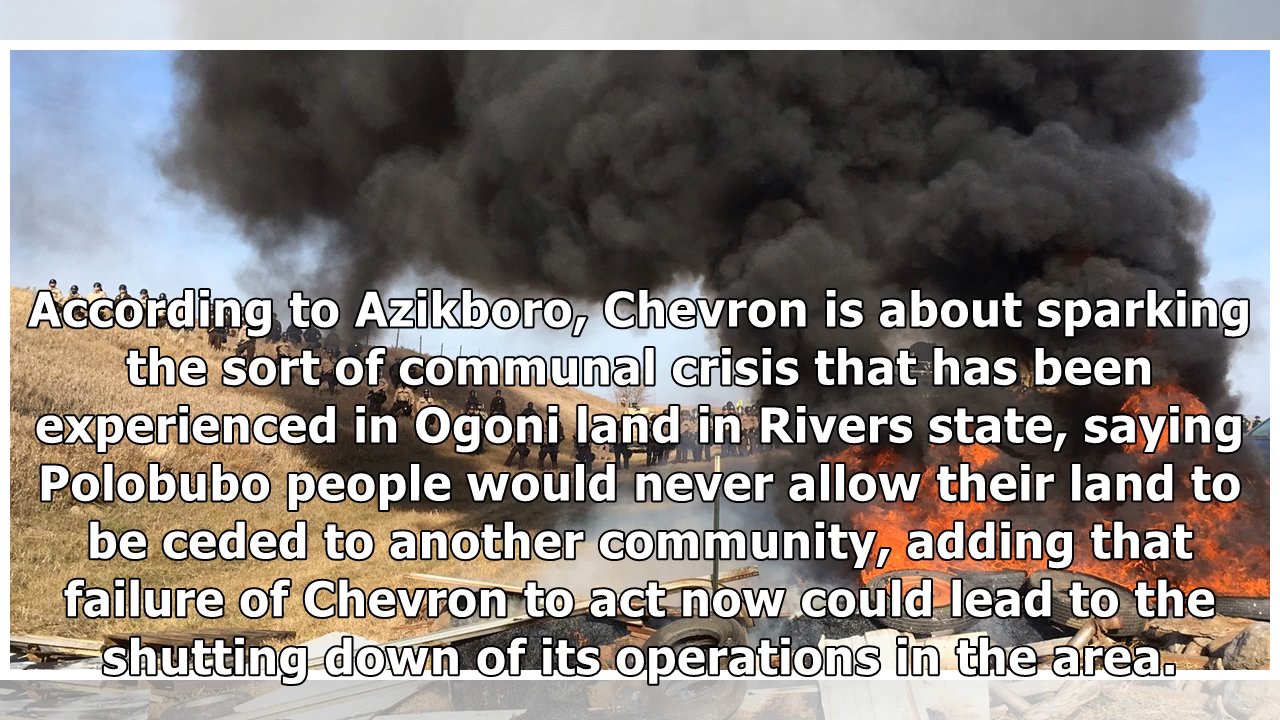 According to Azikboro, Chevron is about sparking
the sort of communal crisis that has been
experienced in Ogoni land in Rivers state, saying
Polobubo people would never allow their land to
be ceded to another community, adding that
failure of Chevron to act now could lead to the
shutting down of its operations in the area.